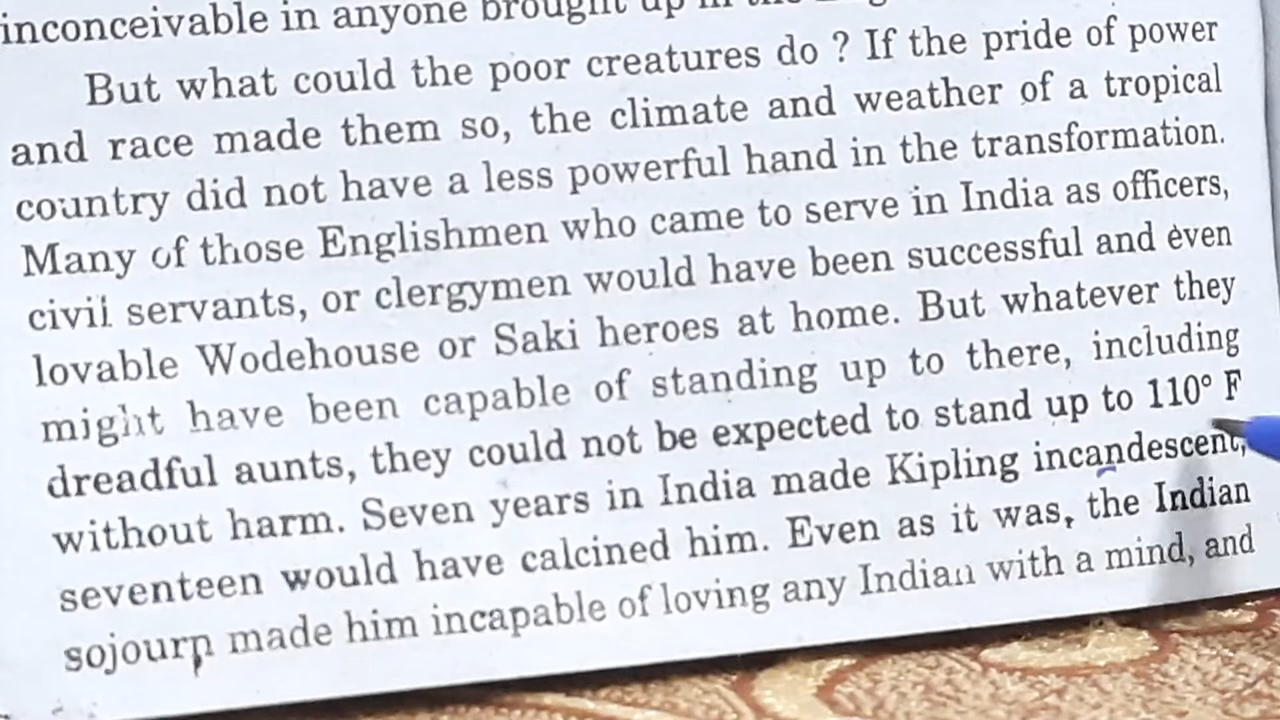 inconceivable in anyone brought up in the
But what could the poor creatures do ? If the pride of power
and race made them so, the climate and weather of a tropical
country did not have a less powerful hand in the transformation.
Many of those Englishmen who came to serve in India as officers,
civil servants, or clergymen would have been successful and even
lovable Wodehouse or Saki heroes at home. But whatever they
might have been capable of standing up to there, including
dreadful aunts, they could not be expected to stand up to 110° F
without harm. Seven years in India made Kipling incandescent,
seventeen would have calcined him. Even as it was, the Indian
sojourn made him incapable of loving any Indian with a mind, and